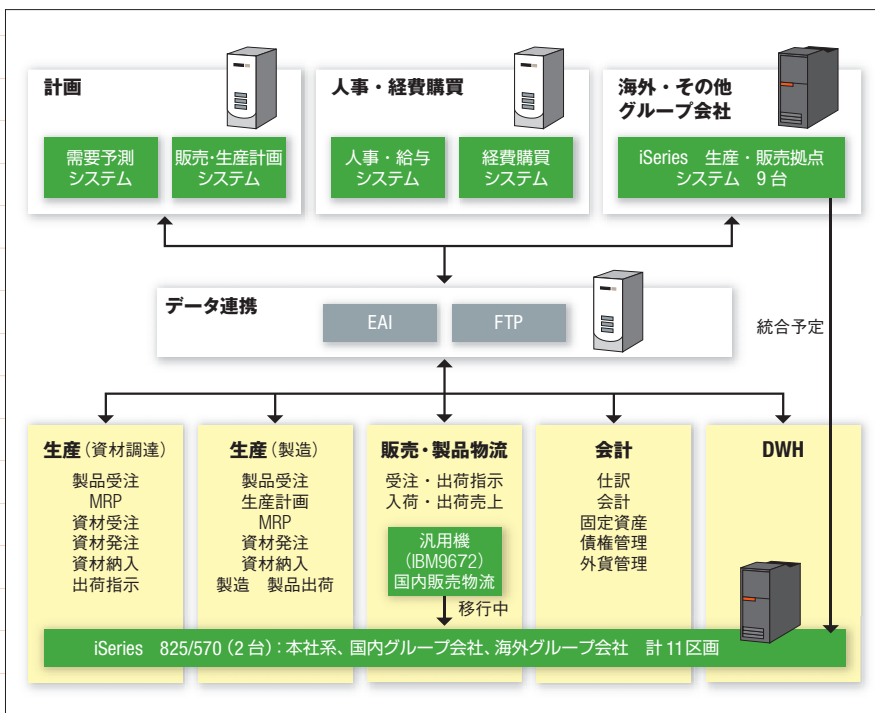 計画
需要予測
システム
販売・生産計画
システム
人事・経費購買
人事・給与
システム
経費購買
システム
海外・その他
グループ会社
iSeries 生産・販売拠点
システム 9台
データ連携
EAI
FTP
統合予定
生産（資材調達）
製品受注
MRP
資材受注
資材発注
資材納入
出荷指示
生産（製造）
製品受注
生産計画
MRP
資材発注
資材納入
製造 製品出荷
販売・製品物流
受注・出荷指示
入荷・出荷売上
汎用機
（IBM9672）
国内販売物流
移行中
会計
仕訳
会計
固定資産
債権管理
外貨管理
DWH
iSeries 825/570（2台）：本社系、国内グループ会社、海外グループ会社 計11区画